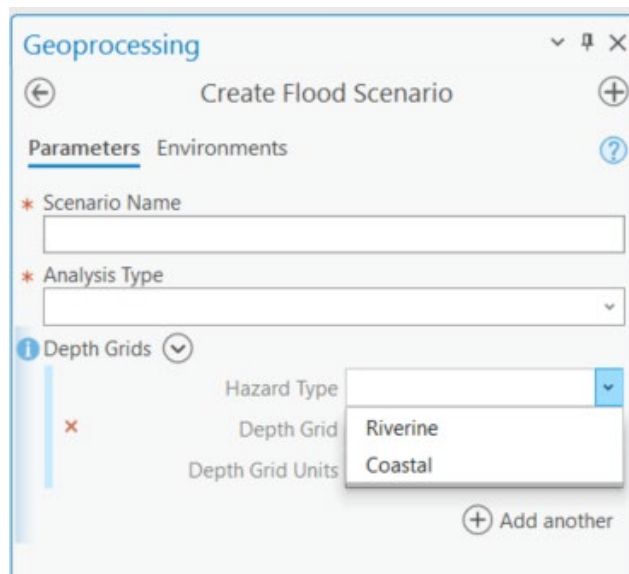 Geoprocessing
Create Flood Scenario
Parameters Environments
* Scenario Name
* Analysis Type
Depth Grids
Hazard Type
Depth Grid
Riverine
Depth Grid Units
Coastal
Add another